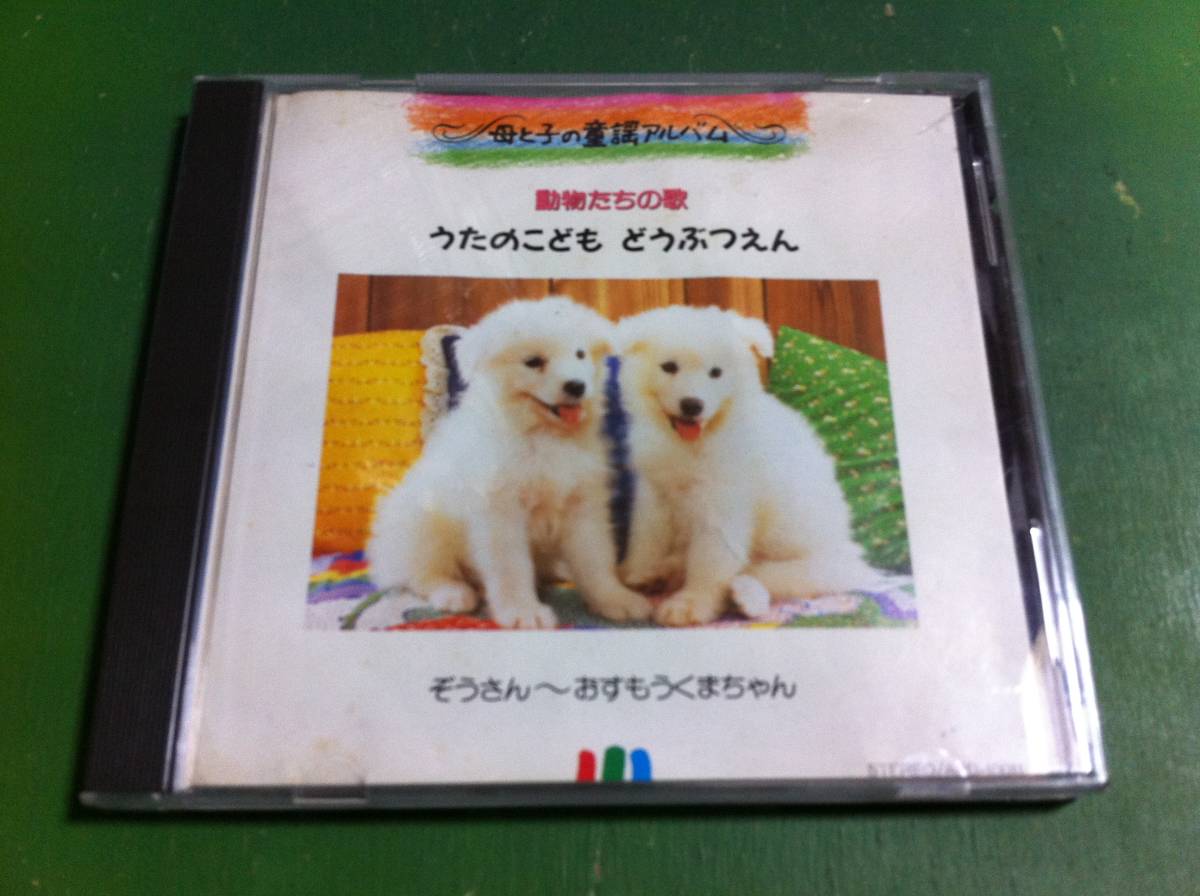 母と子の童謡アルバム
動物たちの歌
うたのこども どうぶつえん
ぞうさん〜おすもうくまちゃん